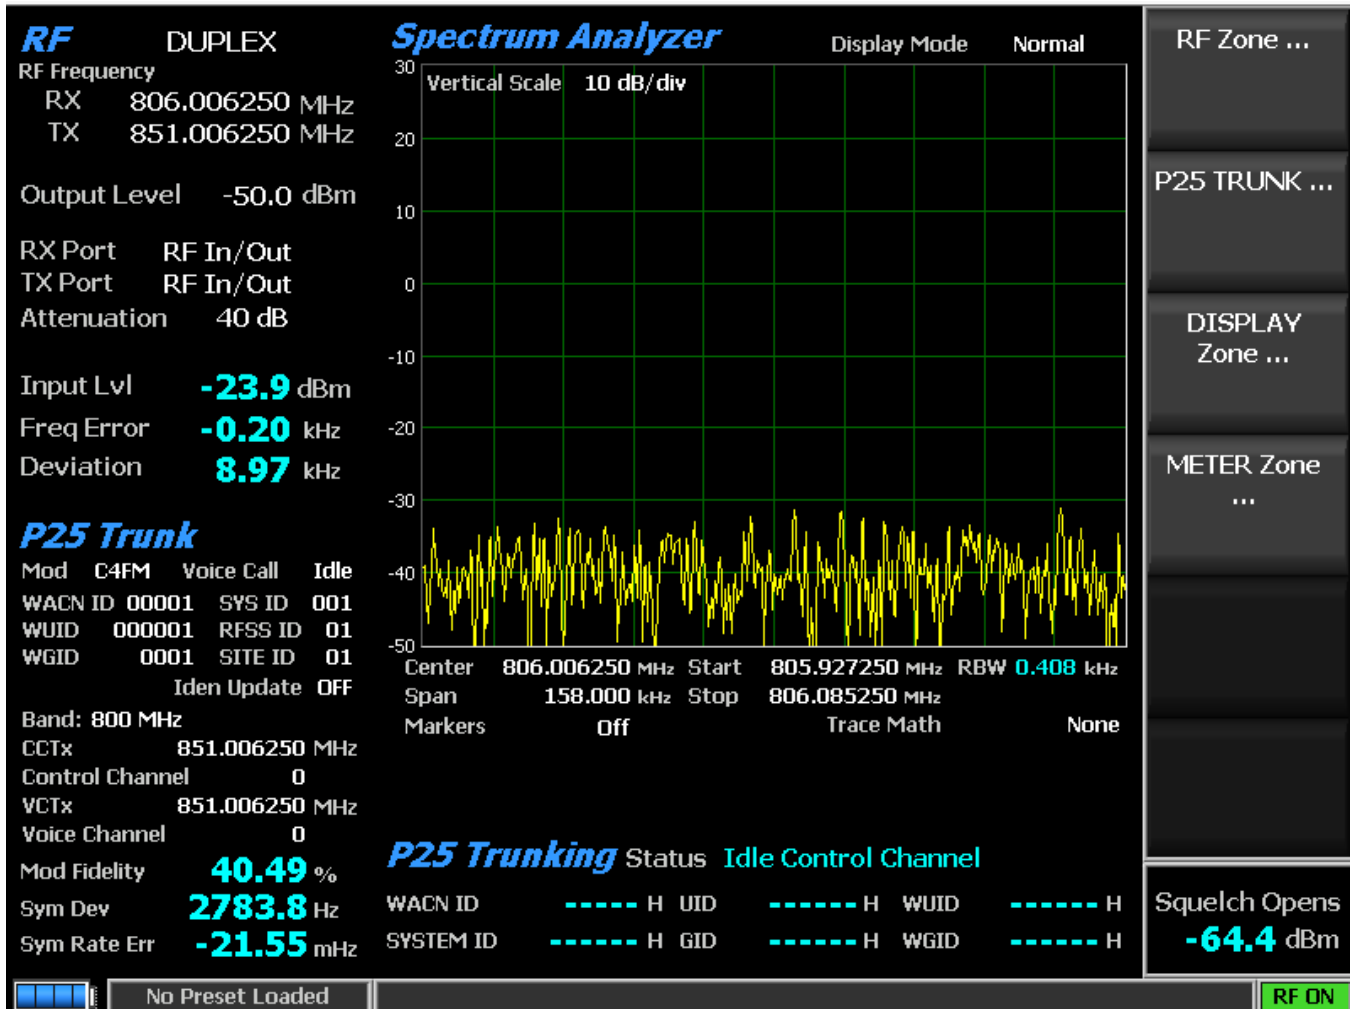 RF DUPLEX
RF Frequency
RX 806.006250 MHz
TX 851.006250 MHz
Output Level -50.0 dBm
RX Port RF In/Out
TX Port RF In/Out
Attenuation 40 dB
Input Lvl -23.9 dBm
Freq Error -0.20 kHz
Deviation 8.97 kHz
P25 Trunk
Mod C4FM Voice Call Idle
WACN ID 00001 SYS ID 001
WUID 000001 RFSS ID 01
WGID 0001 SITE ID 01
Iden Update OFF
Band: 800 MHz
CCTx 851.006250 MHz
Control Channel 0
VCTx 851.006250 MHz
Voice Channel 0
Mod Fidelity 40.49 %
Sym Dev 2783.8 Hz
Sym Rate Err -21.55 mHz
Spectrum Analyzer Display Mode Normal
Vertical Scale 10 dB/div
30
20
10
0
-10
-20
-30
-40
-50
Center 806.006250 MHz Start 805.927250 MHz RBW 0.408 kHz
Span 158.000 kHz Stop 806.085250 MHz
Markers Off Trace Math None
P25 Trunking Status Idle Control Channel
WACN ID ----- H UID ------ H WUID ------ H
SYSTEM ID ------ H GID ------ H WGID ------ H
RF Zone ...
P25 TRUNK ...
DISPLAY
Zone ...
METER Zone
...
Squelch Opens
-64.4 dBm
No Preset Loaded
RF ON